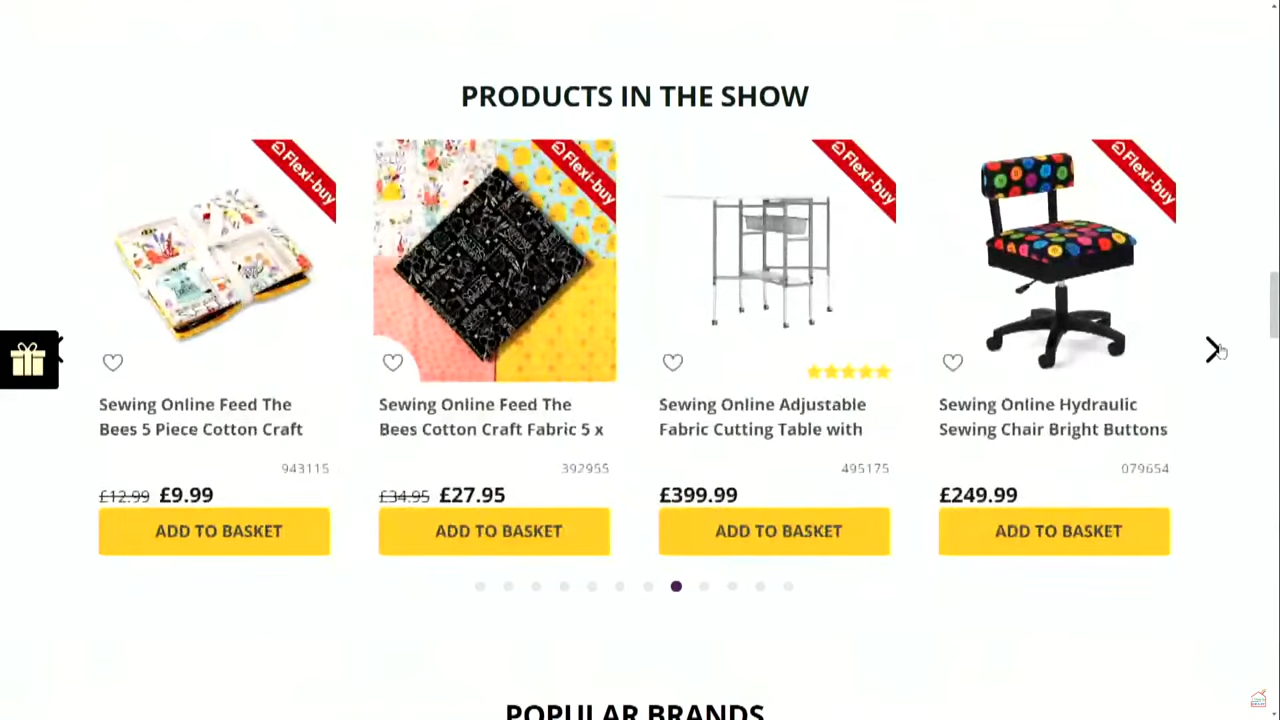 PRODUCTS IN THE SHOW
Flexi-buy
Flexi-buy
Flexi-buy
Flexi-buy
Sewing Online Feed The
Bees 5 Piece Cotton Craft
943115
£12.99 £9.99
ADD TO BASKET
Sewing Online Feed The
Bees Cotton Craft Fabric 5 x
392955
£34.95 £27.95
ADD TO BASKET
Sewing Online Adjustable
Fabric Cutting Table with
495175
£399.99
ADD TO BASKET
Sewing Online Hydraulic
Sewing Chair Bright Buttons
079654
£249.99
ADD TO BASKET
POPULAR BRANDS